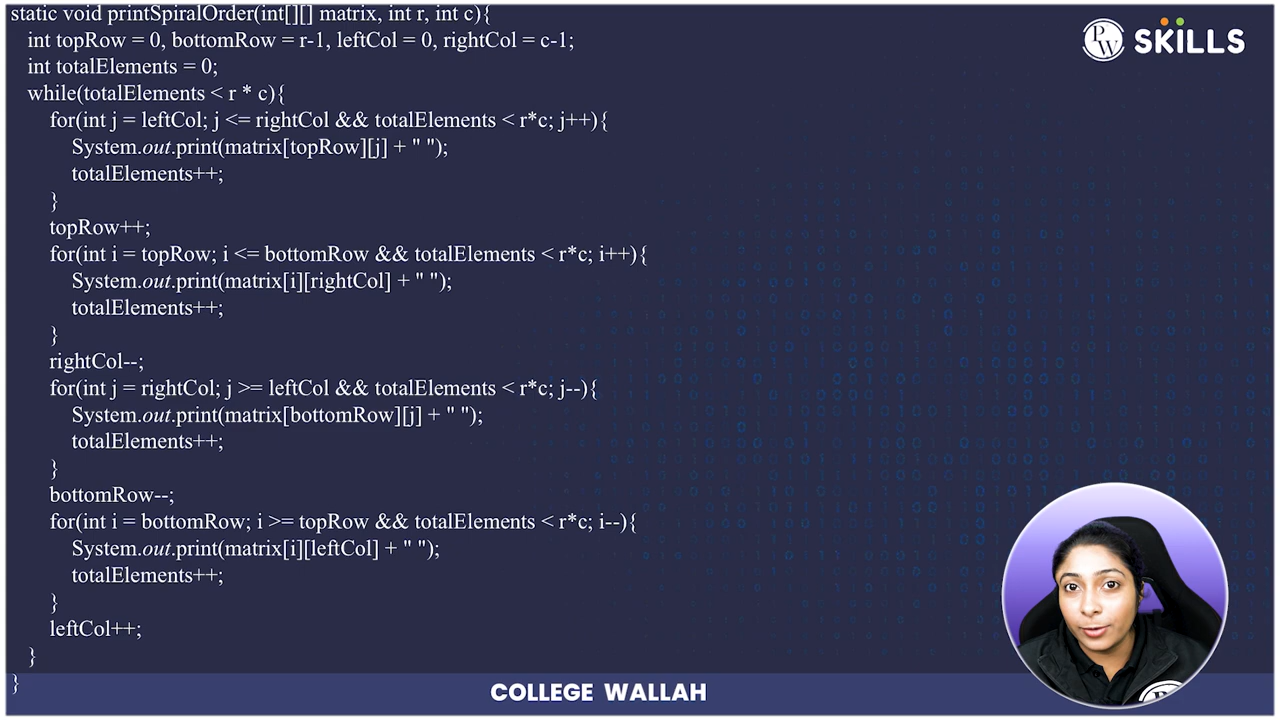 static void printSpiralOrder(int[][] matrix, int r, int c){
int topRow = 0, bottomRow = r-1, leftCol = 0, rightCol = c-1;
int totalElements = 0;
while(totalElements < r * c){
for(int j = leftCol; j <= rightCol && totalElements < r*c; j++){
System.out.print(matrix[topRow][j] + " ");
totalElements++;
}
topRow++;
for(int i = topRow; i <= bottomRow && totalElements < r*c; i++){
System.out.print(matrix[i][rightCol] + " ");
totalElements++;
}
rightCol--;
for(int j = rightCol; j >= leftCol && totalElements < r*c; j--){
System.out.print(matrix[bottomRow][j] + " ");
totalElements++;
}
bottomRow--;
for(int i = bottomRow; i >= topRow && totalElements < r*c; i--){
System.out.print(matrix[i][leftCol] + " ");
totalElements++;
}
leftCol++;
}
}
PW SKILLS
COLLEGE WALLAH